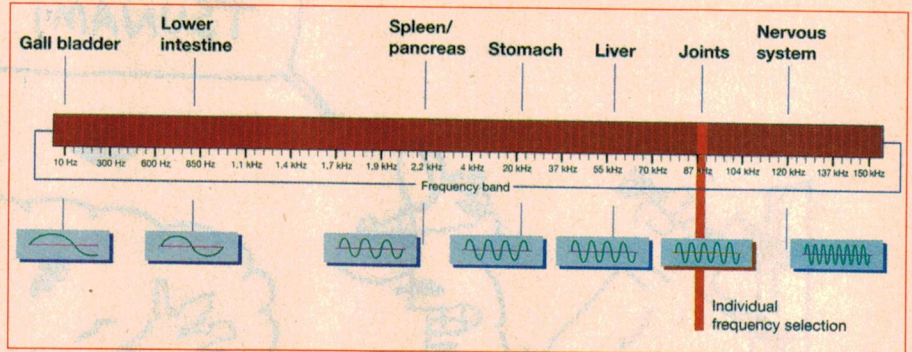 Gall bladder
Lower
intestine
Spleen/
pancreas
Stomach
Liver
Joints
Nervous
system
10 Hz 300 Hz 600 Hz 850 Hz 1.1 kHz 1,4 kHz 1,7 kHz 1,9 kHz 2.2 kHz 4 kHz 20 kHz 37 kHz 55 kHz 70 kHz 87 kHz 104 kHz 120 kHz 137 kHz 150 kHz
Frequency band
Individual
frequency selection